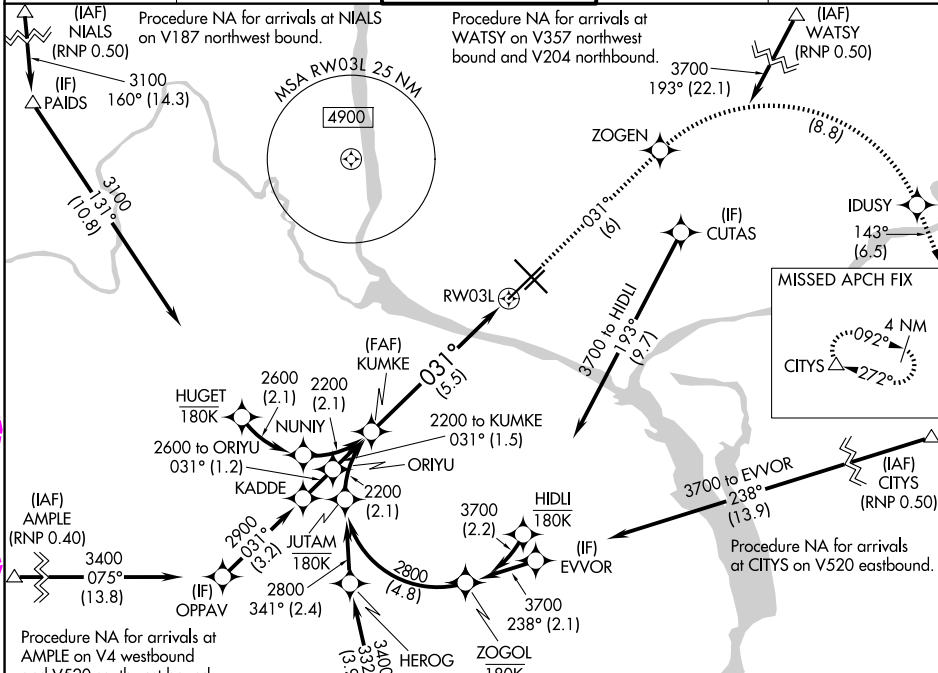 (IAF)
NIALS
(RNP 0.50)
Procedure NA for arrivals at NIALS
on V187 northwest bound.
Procedure NA for arrivals at
WATSY on V357 northwest
bound and V204 northbound.
(IAF)
WATSY
(RNP 0.50)
3100
160° (14.3)
(IF)
PAIDS
MSA RW03L 25 NM
4900
3700
193° (22.1)
(8.8)
ZOGEN
3100
131°
(10.8)
031°
(6)
(IF)
CUTAS
IDUSY
143°
(6.5)
RW03L
MISSED APCH FIX
4 NM
092°
CITYS
272°
3700 to HIDLI
193°
(9.7)
(FAF)
KUMKE
031°
(5.5)
HUGET
180K
2600
(2.1)
2200
(2.1)
NUNIY
2200 to KUMKE
031° (1.5)
2600 to ORIYU
031° (1.2)
ORIYU
KADDE
(IAF)
CITYS
(RNP 0.50)
3700 to EVVOR
238°
(13.9)
(IAF)
AMPLE
(RNP 0.40)
2900
031°
(3.2)
2200
(2.1)
JUTAM
180K
3700
(2.2)
HIDLI
180K
Procedure NA for arrivals
at CITYS on V520 eastbound.
3400
075°
(13.8)
(IF)
OPPAV
2800
341° (2.4)
2800
(4.8)
(IF)
EVVOR
3700
238° (2.1)
Procedure NA for arrivals at
AMPLE on V4 westbound
3400
332°
HEROG
ZOGOL
180K